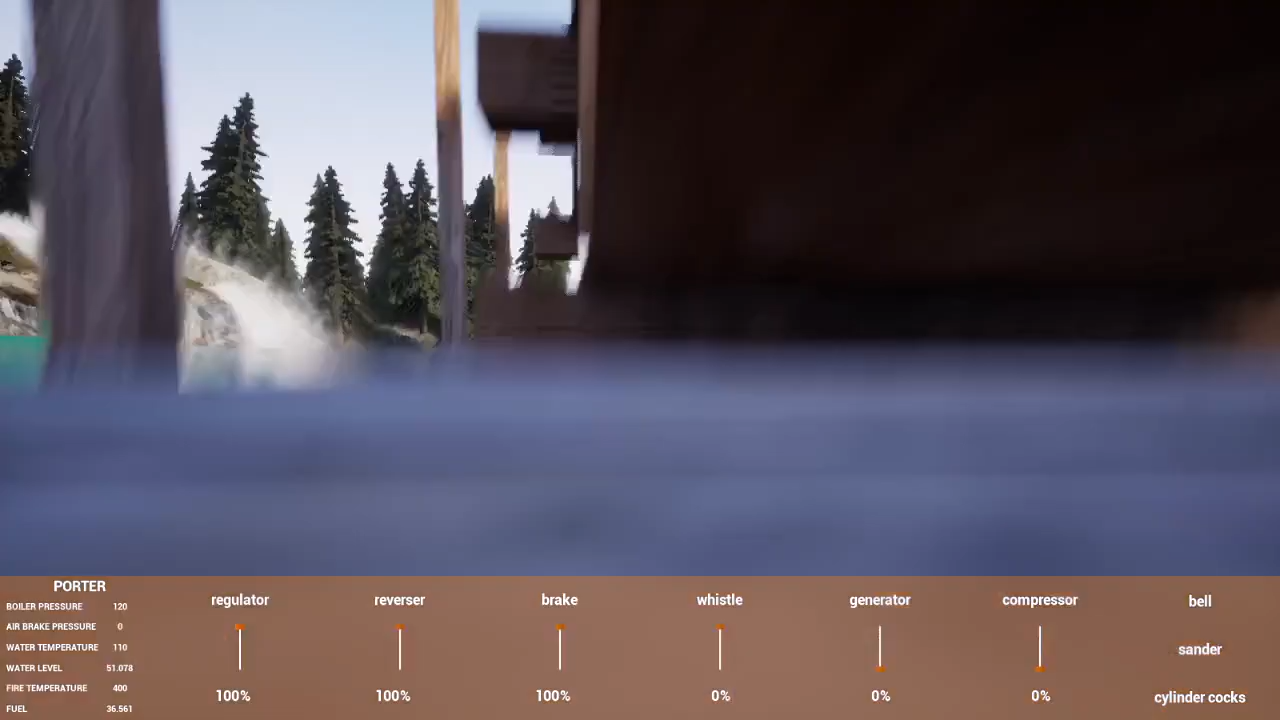 PORTER
BOILER PRESSURE 120
AIR BRAKE PRESSURE 0
WATER TEMPERATURE 110
WATER LEVEL 51.078
FIRE TEMPERATURE 400
FUEL 36.561
regulator
100%
reverser
100%
brake
100%
whistle
0%
generator
0%
compressor
0%
bell
sander
cylinder cocks